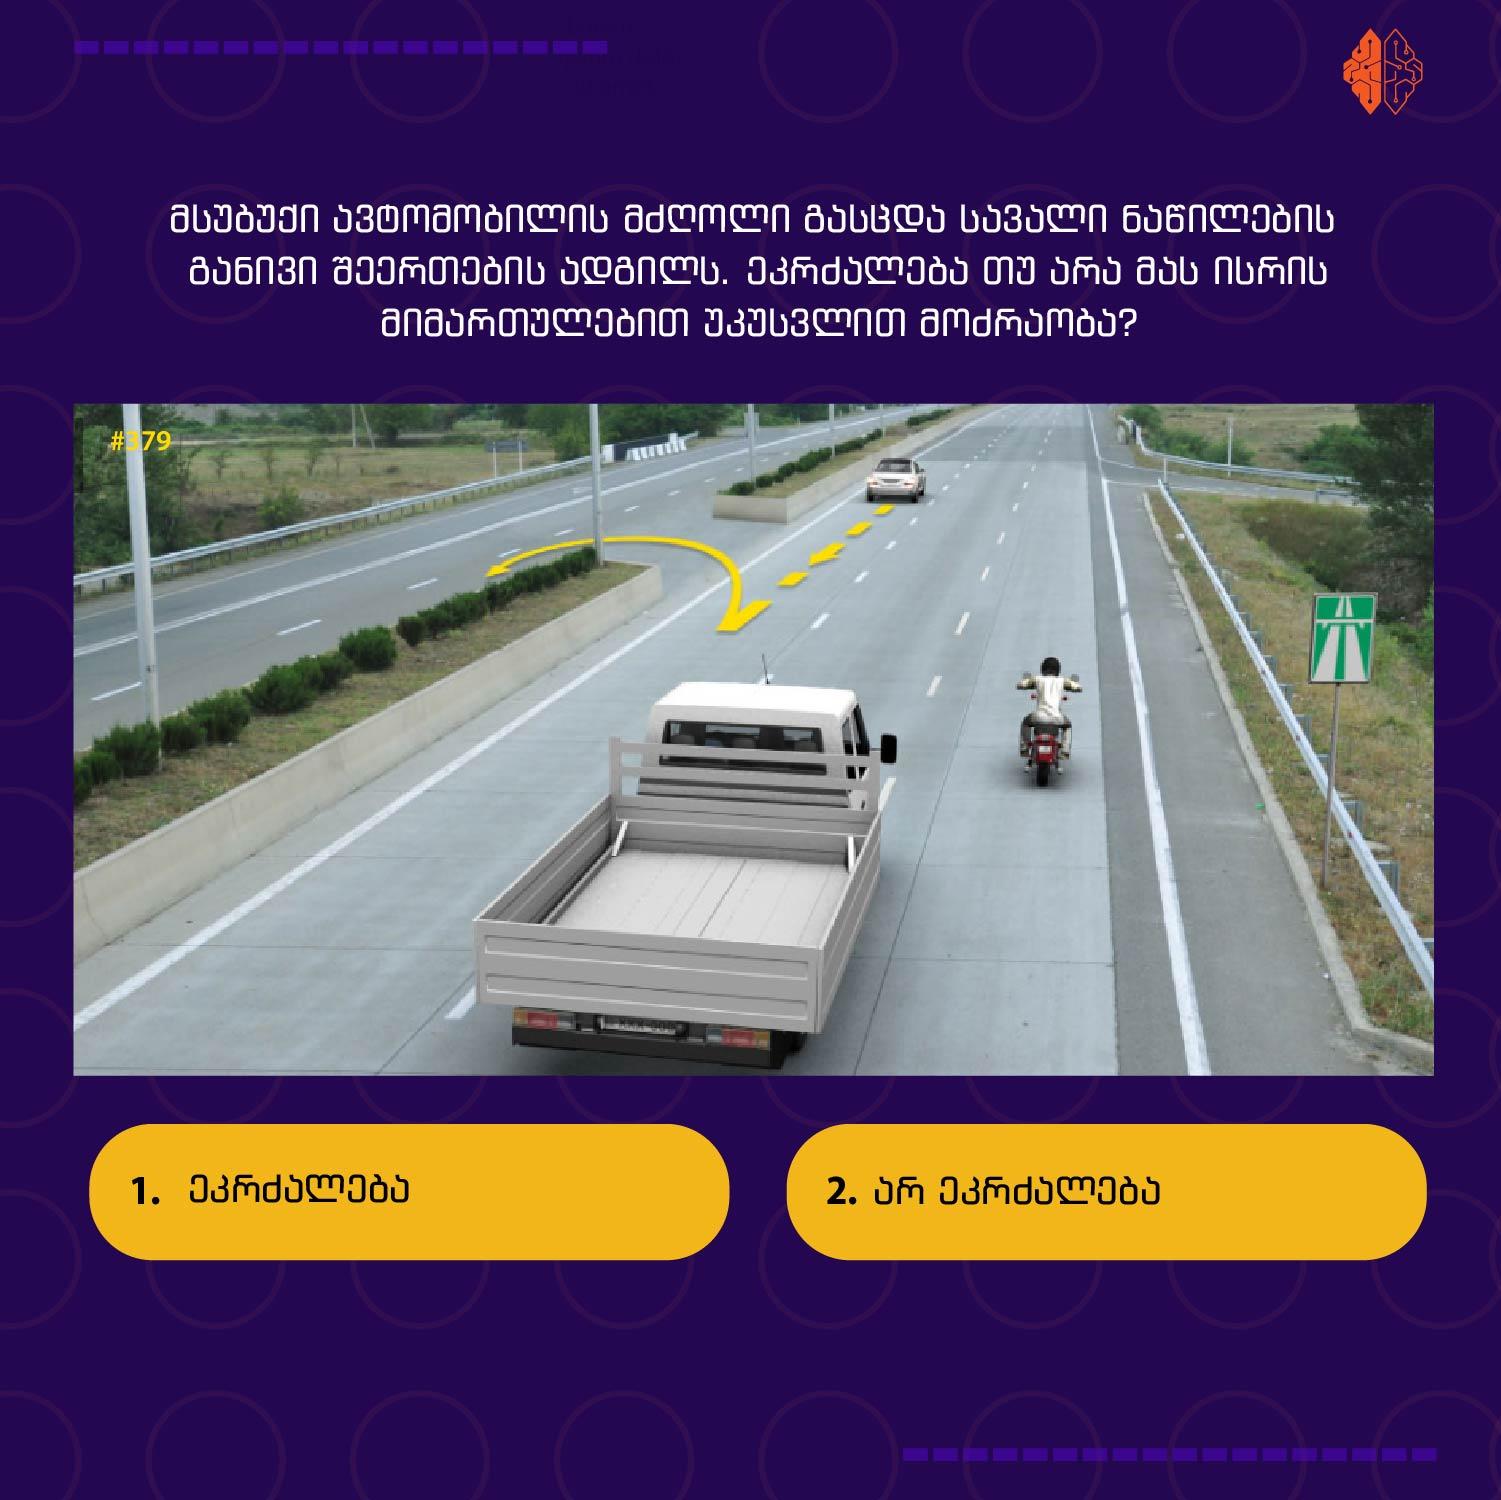 მსუბუქი ავტომობილის მძღოლი გასცდა სავალი ნაწილების
განივი შეერთების ადგილს. ეკრძალება თუ არა მას ისრის
მიმართულებით უკუსვლით მოძრაობა?
#379
1. ეკრძალება
2. არ ეკრძალება